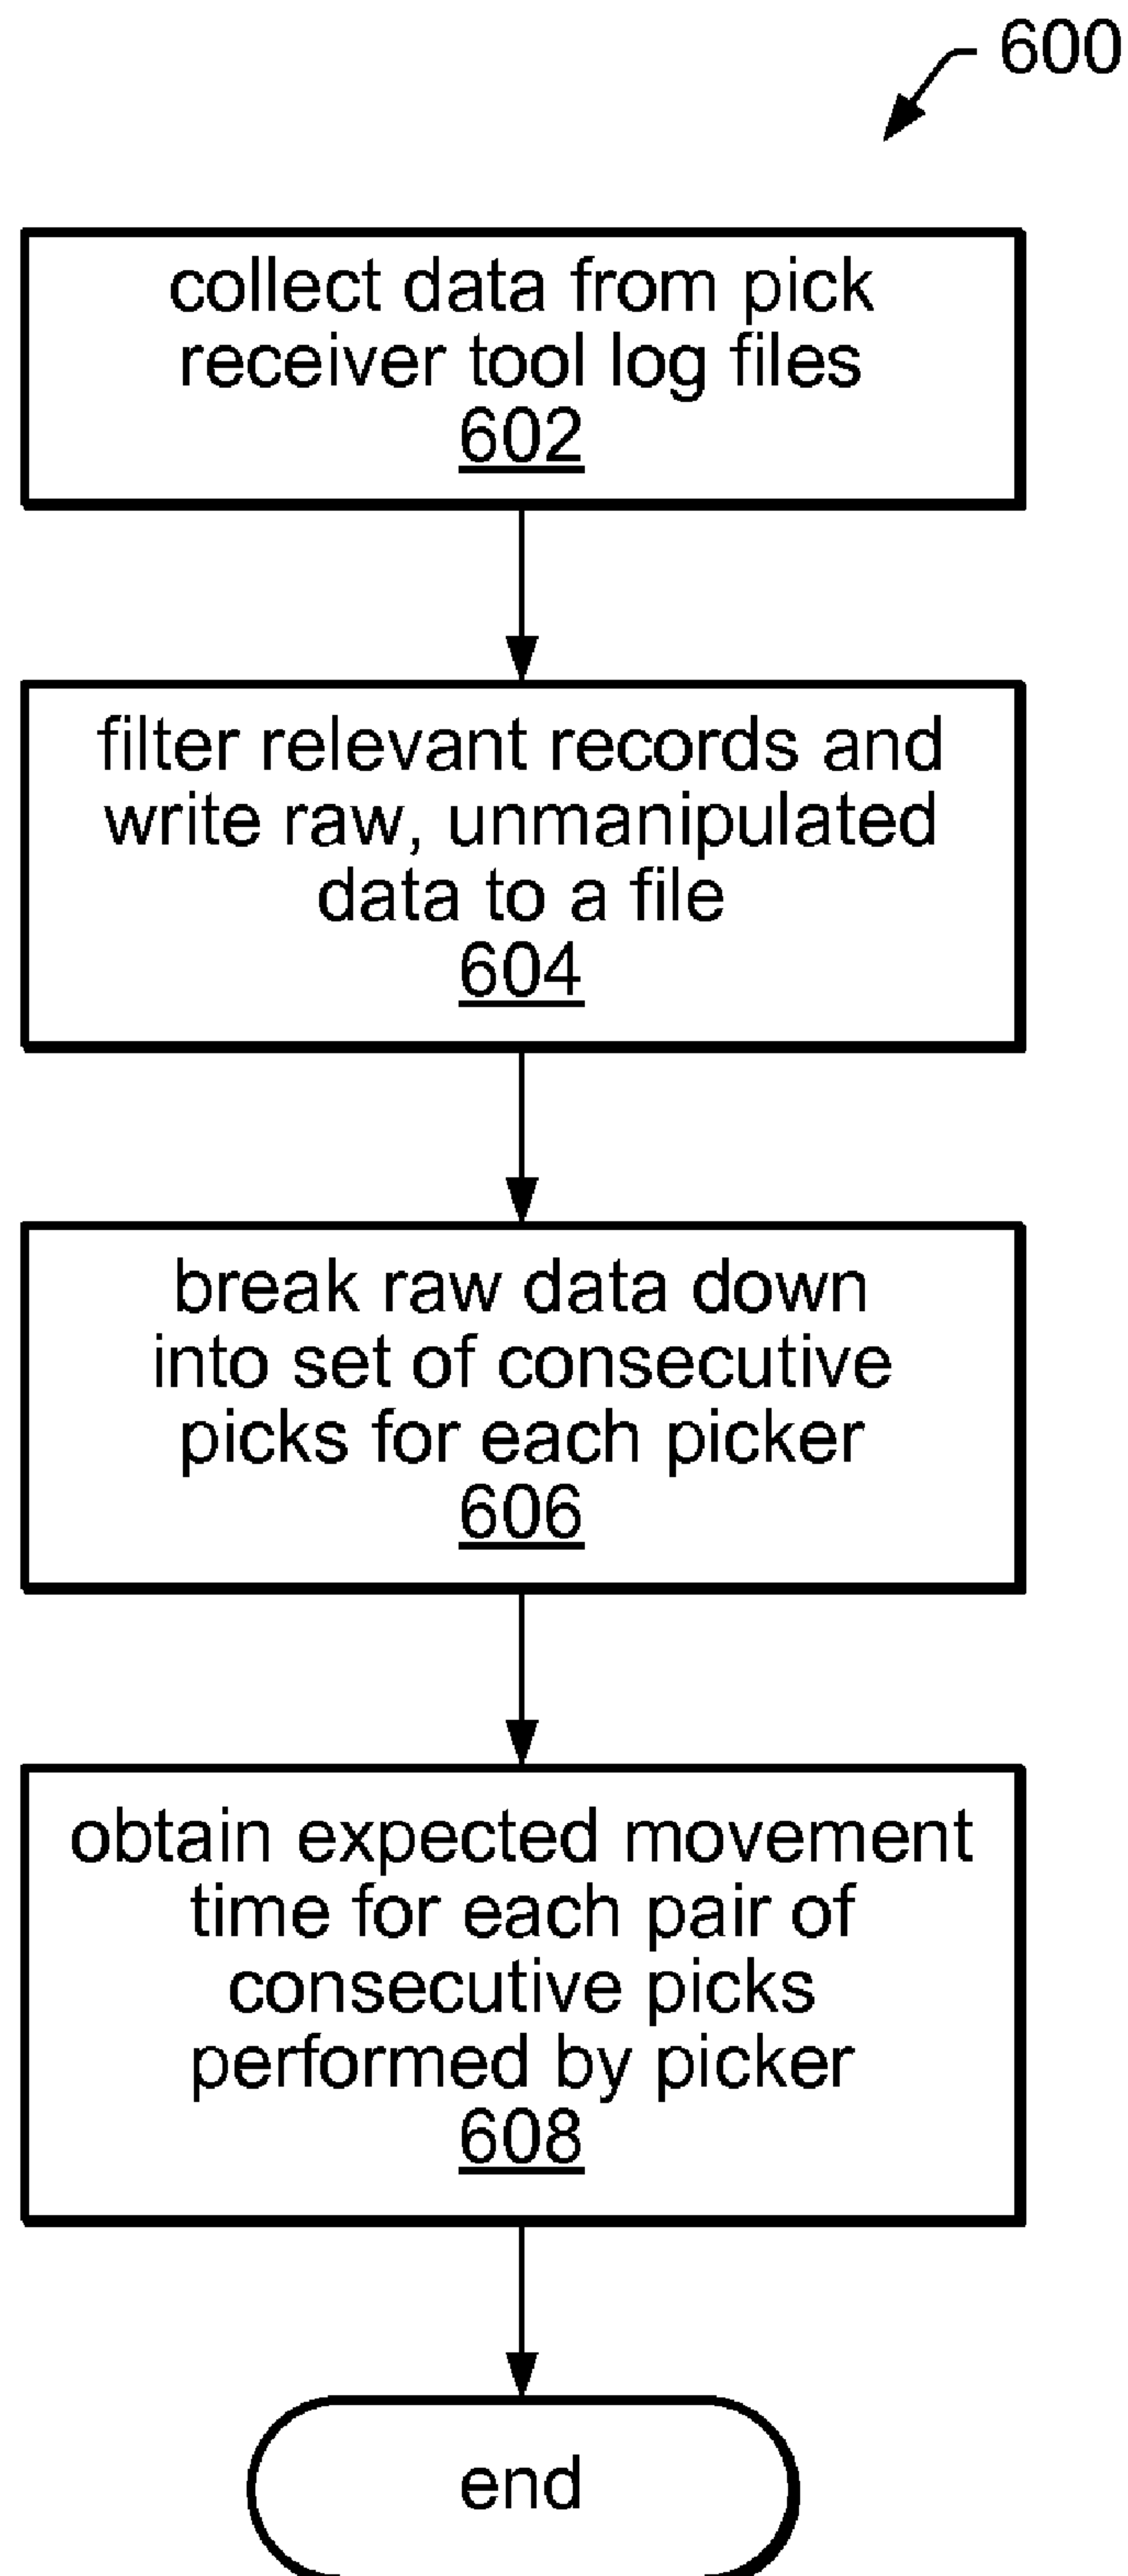 600
collect data from pick
receiver tool log files
602
filter relevant records and
write raw, unmanipulated
data to a file
604
break raw data down
into set of consecutive
picks for each picker
606
obtain expected movement
time for each pair of
consecutive picks
performed by picker
608
end